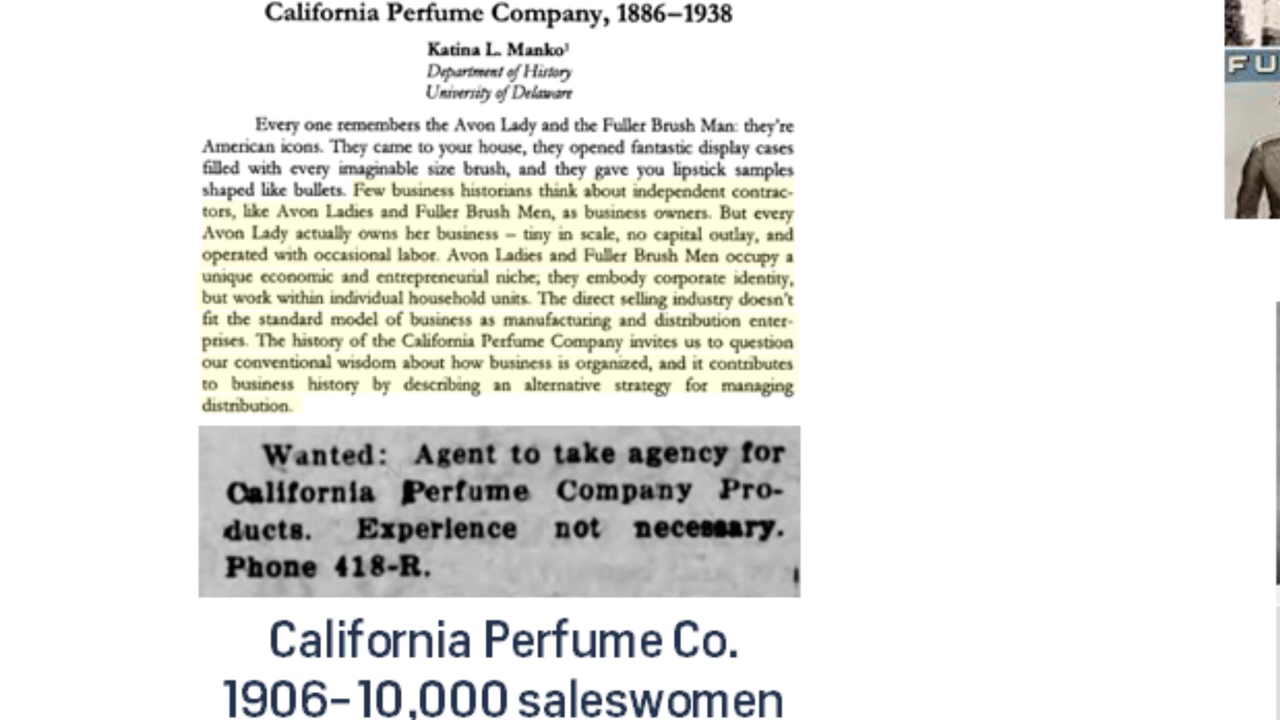 California Perfume Company, 1886–1938
Katina L. Manko¹
Department of History
University of Delaware
Every one remembers the Avon Lady and the Fuller Brush Man: they're
American icons. They came to your house, they opened fantastic display cases
filled with every imaginable size brush, and they gave you lipstick samples
shaped like bullets. Few business historians think about independent contrac-
tors, like Avon Ladies and Fuller Brush Men, as business owners. But every
Avon Lady actually owns her business – tiny in scale, no capital outlay, and
operated with occasional labor. Avon Ladies and Fuller Brush Men occupy a
unique economic and entrepreneurial niche; they embody corporate identity,
but work within individual household units. The direct selling industry doesn't
fit the standard model of business as manufacturing and distribution enter-
prises. The history of the California Perfume Company invites us to question
our conventional wisdom about how business is organized, and it contributes
to business history by describing an alternative strategy for managing
distribution.
Wanted: Agent to take agency for
California Perfume Company Pro-
ducts. Experience not necessary.
Phone 418-R.
California Perfume Co.
1906-10,000 saleswomen
FU